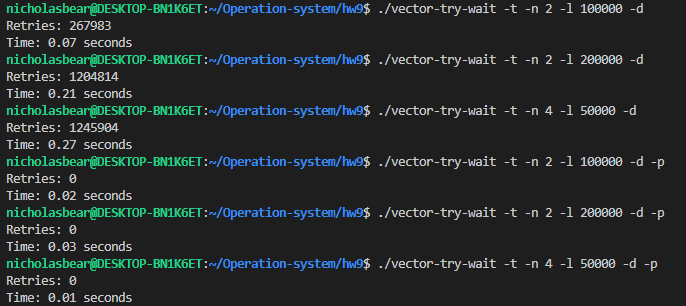 nicholasbear@DESKTOP-BN1K6ET:~/Operation-system/hw9$ ./vector-try-wait -t -n 2 -l 100000 -d
Retries: 267983
Time: 0.07 seconds
nicholasbear@DESKTOP-BN1K6ET:~/Operation-system/hw9$ ./vector-try-wait -t -n 2 -l 200000 -d
Retries: 1204814
Time: 0.21 seconds
nicholasbear@DESKTOP-BN1K6ET:~/Operation-system/hw9$ ./vector-try-wait -t -n 4 -l 50000 -d
Retries: 1245904
Time: 0.27 seconds
nicholasbear@DESKTOP-BN1K6ET:~/Operation-system/hw9$ ./vector-try-wait -t -n 2 -l 100000 -d -p
Retries: 0
Time: 0.02 seconds
nicholasbear@DESKTOP-BN1K6ET:~/Operation-system/hw9$ ./vector-try-wait -t -n 2 -l 200000 -d -p
Retries: 0
Time: 0.03 seconds
nicholasbear@DESKTOP-BN1K6ET:~/Operation-system/hw9$ ./vector-try-wait -t -n 4 -l 50000 -d -p
Retries: 0
Time: 0.01 seconds